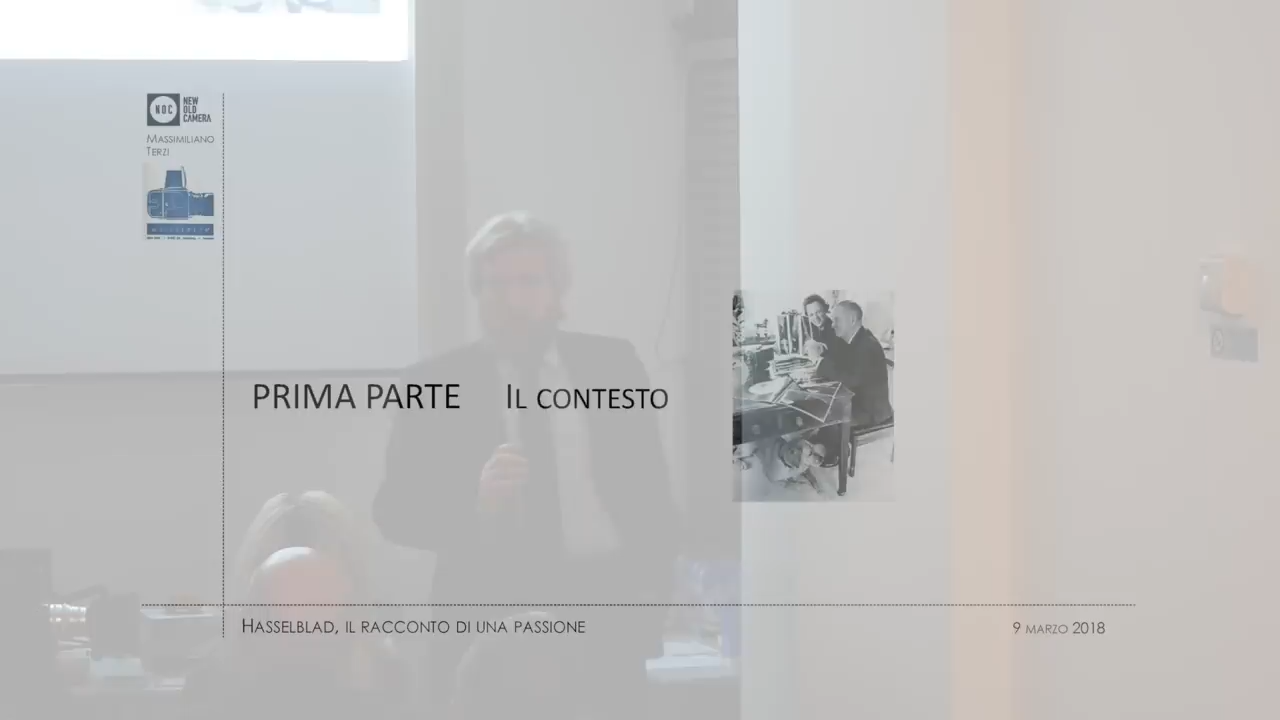 NOC NEW
OLD
CAMERA
MASSIMILIANO
TERZI
PRIMA PARTE IL CONTESTO
HASSELBLAD, IL RACCONTO DI UNA PASSIONE
9 MARZO 2018